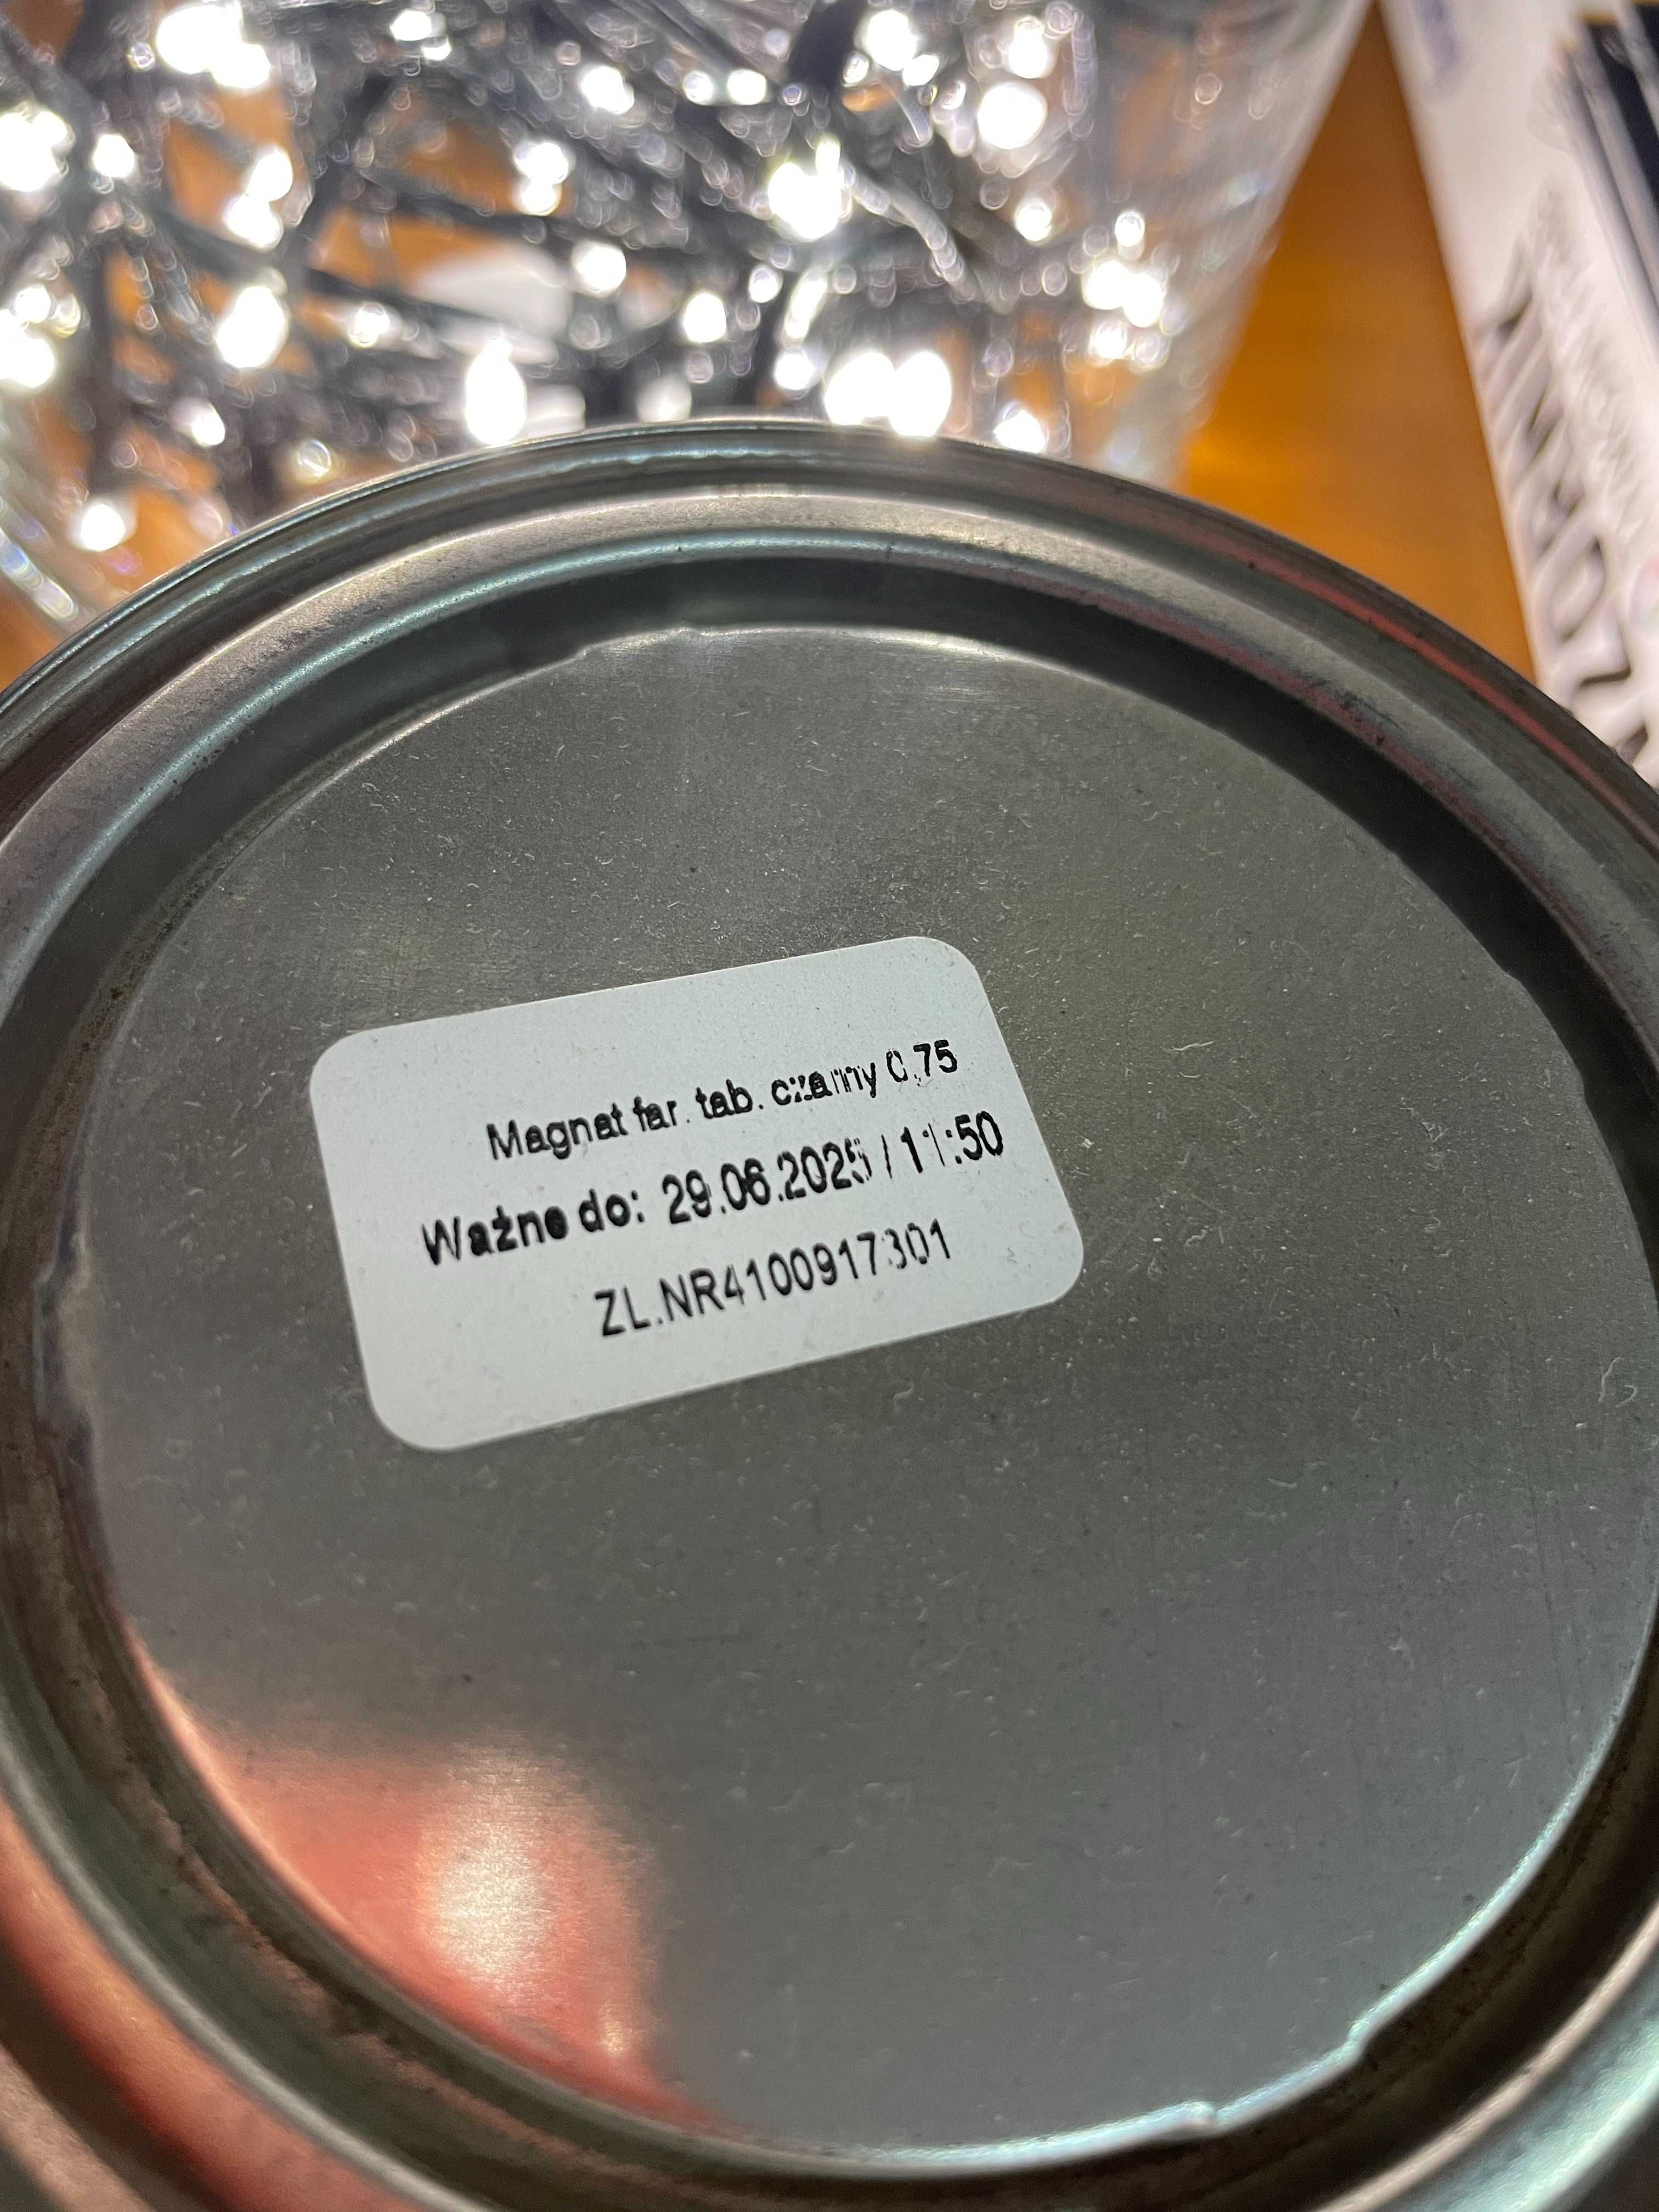 Magnat far. tab. czarny 0,75
Ważne do: 29.06.2025 / 11:50
ZL.NR4100917301